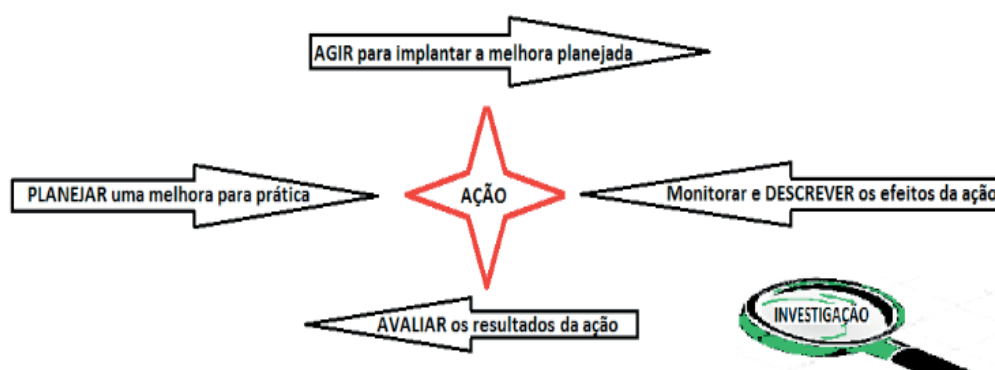 AGIR para implantar a melhora planejada
PLANEJAR uma melhora para prática
AÇÃO
Monitorar e DESCREVER os efeitos da ação
AVALIAR os resultados da ação
INVESTIGAÇÃO